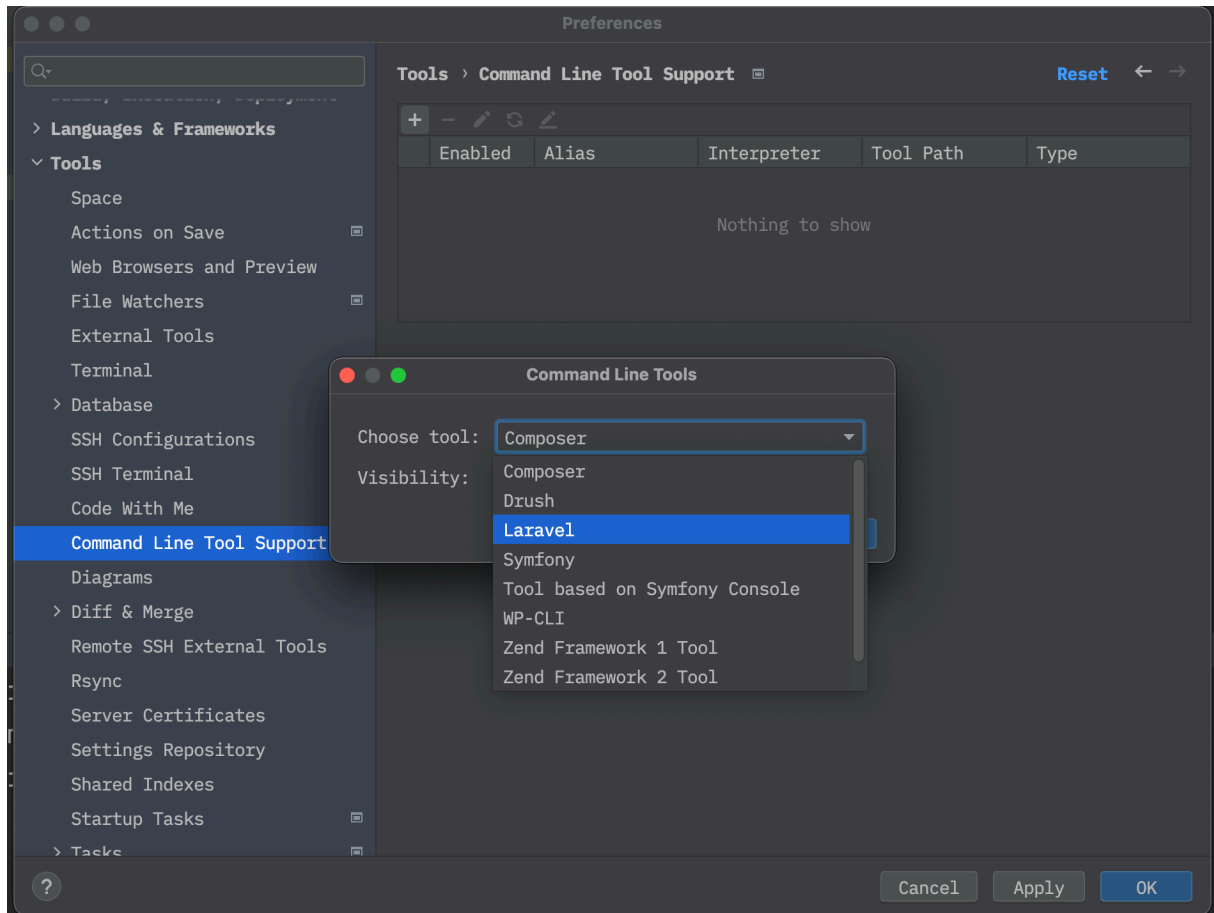 Preferences
Tools › Command Line Tool Support
Reset
Build, Execution, Deployment
Languages & Frameworks
Tools
Space
Actions on Save
Web Browsers and Preview
File Watchers
External Tools
Terminal
Database
SSH Configurations
SSH Terminal
Code With Me
Command Line Tool Support
Diagrams
Diff & Merge
Remote SSH External Tools
Rsync
Server Certificates
Settings Repository
Shared Indexes
Startup Tasks
Tasks
Enabled Alias Interpreter Tool Path Type
Nothing to show
Command Line Tools
Choose tool: Composer
Visibility:
Composer
Drush
Laravel
Symfony
Tool based on Symfony Console
WP-CLI
Zend Framework 1 Tool
Zend Framework 2 Tool
? Cancel Apply OK